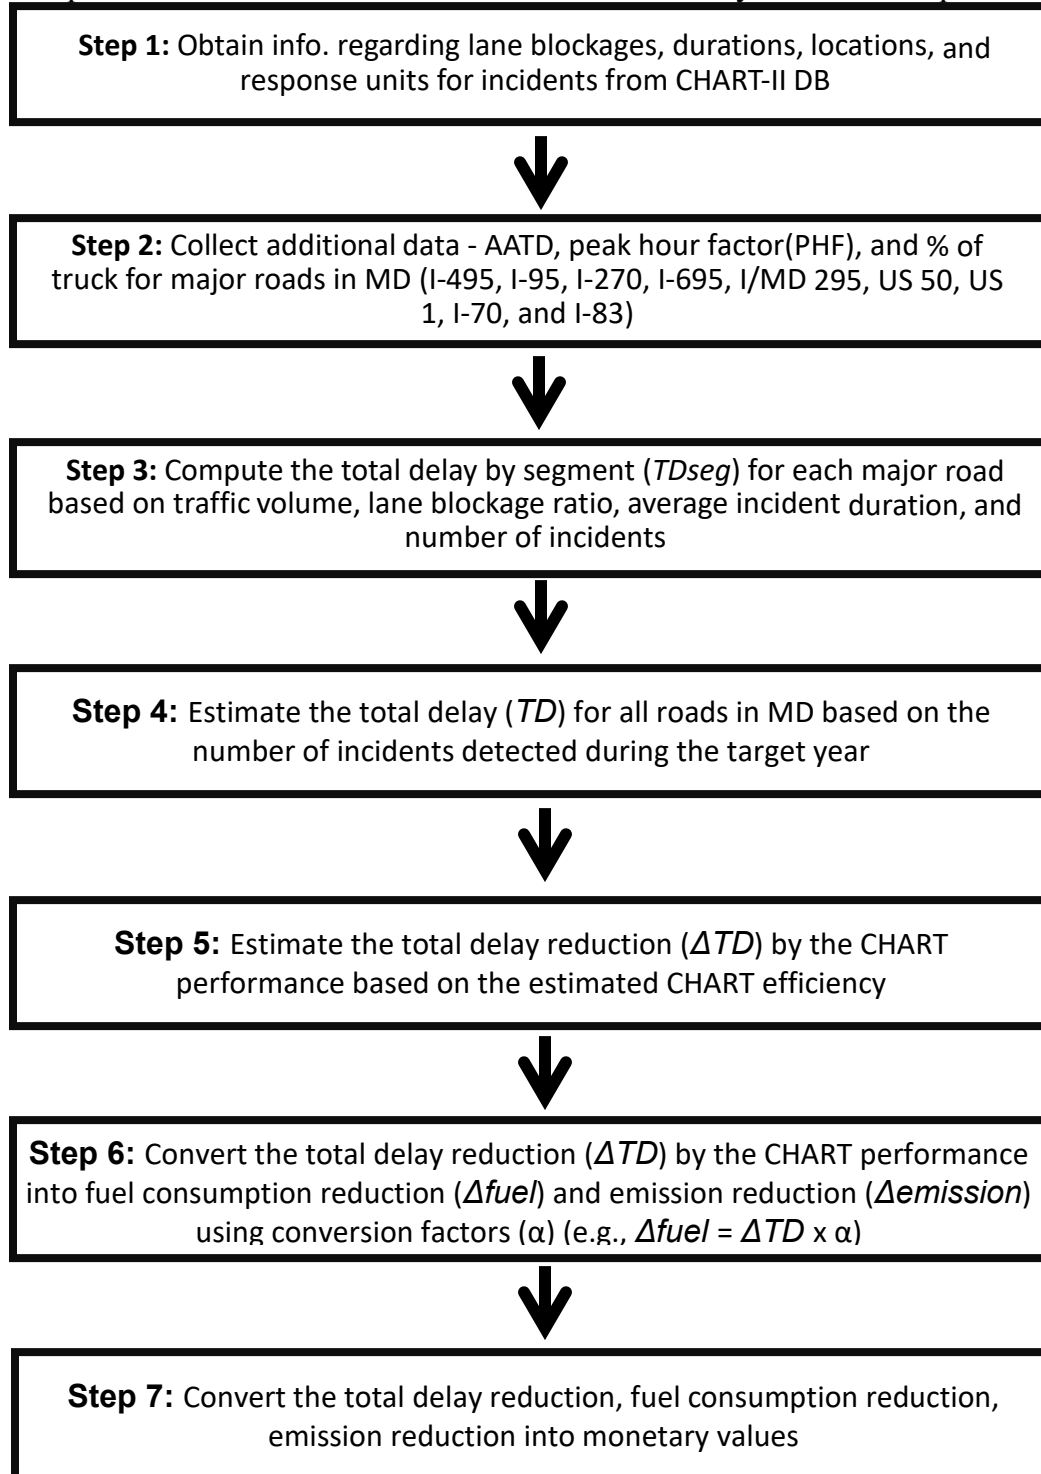 Step 1: Obtain info. regarding lane blockages, durations, locations, and
response units for incidents from CHART-II DB
Step 2: Collect additional data - AATD, peak hour factor(PHF), and % of
truck for major roads in MD (I-495, I-95, I-270, I-695, I/MD 295, US 50, US
1, I-70, and I-83)
Step 3: Compute the total delay by segment (TDseg) for each major road
based on traffic volume, lane blockage ratio, average incident duration, and
number of incidents
Step 4: Estimate the total delay (TD) for all roads in MD based on the
number of incidents detected during the target year
Step 5: Estimate the total delay reduction (ΔTD) by the CHART
performance based on the estimated CHART efficiency
Step 6: Convert the total delay reduction (ΔTD) by the CHART performance
into fuel consumption reduction (Δfuel) and emission reduction (Δemission)
using conversion factors (α) (e.g., Δfuel = ΔTD x α)
Step 7: Convert the total delay reduction, fuel consumption reduction,
emission reduction into monetary values